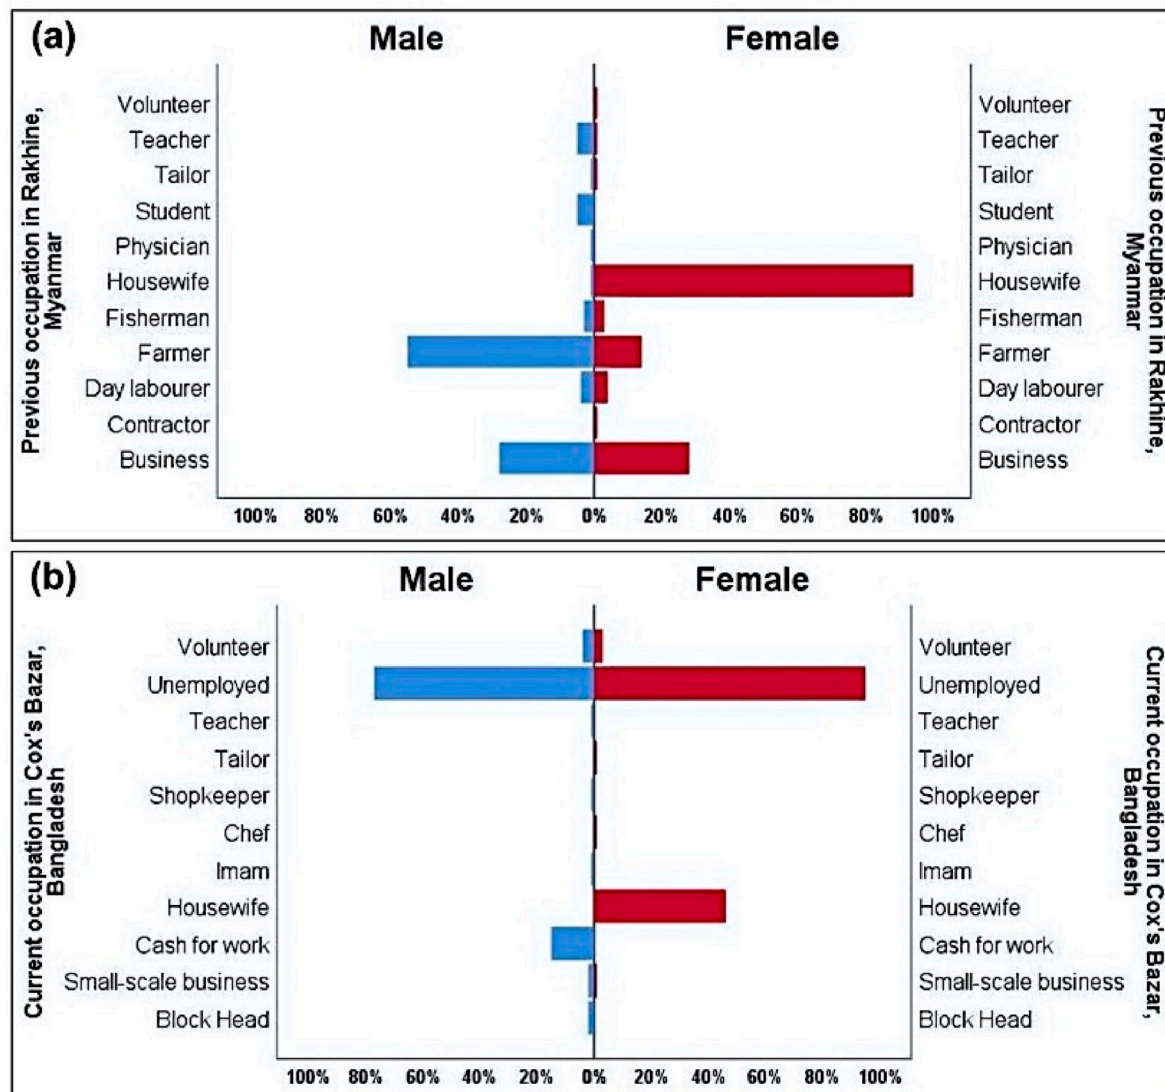 (a)
Male
Female
Previous occupation in Rakhine,
Myanmar
Volunteer
Teacher
Tailor
Student
Physician
Housewife
Fisherman
Farmer
Day labourer
Contractor
Business
Volunteer
Teacher
Tailor
Student
Physician
Housewife
Fisherman
Farmer
Day labourer
Contractor
Business
Previous occupation in Rakhine,
Myanmar
100% 80% 60% 40% 20% 0% 20% 40% 60% 80% 100%
(b)
Male
Female
Current occupation in Cox's Bazar,
Bangladesh
Volunteer
Unemployed
Teacher
Tailor
Shopkeeper
Chef
Imam
Housewife
Cash for work
Small-scale business
Block Head
Volunteer
Unemployed
Teacher
Tailor
Shopkeeper
Chef
Imam
Housewife
Cash for work
Small-scale business
Block Head
Current occupation in Cox's Bazar,
Bangladesh
100% 80% 60% 40% 20% 0% 20% 40% 60% 80% 100%